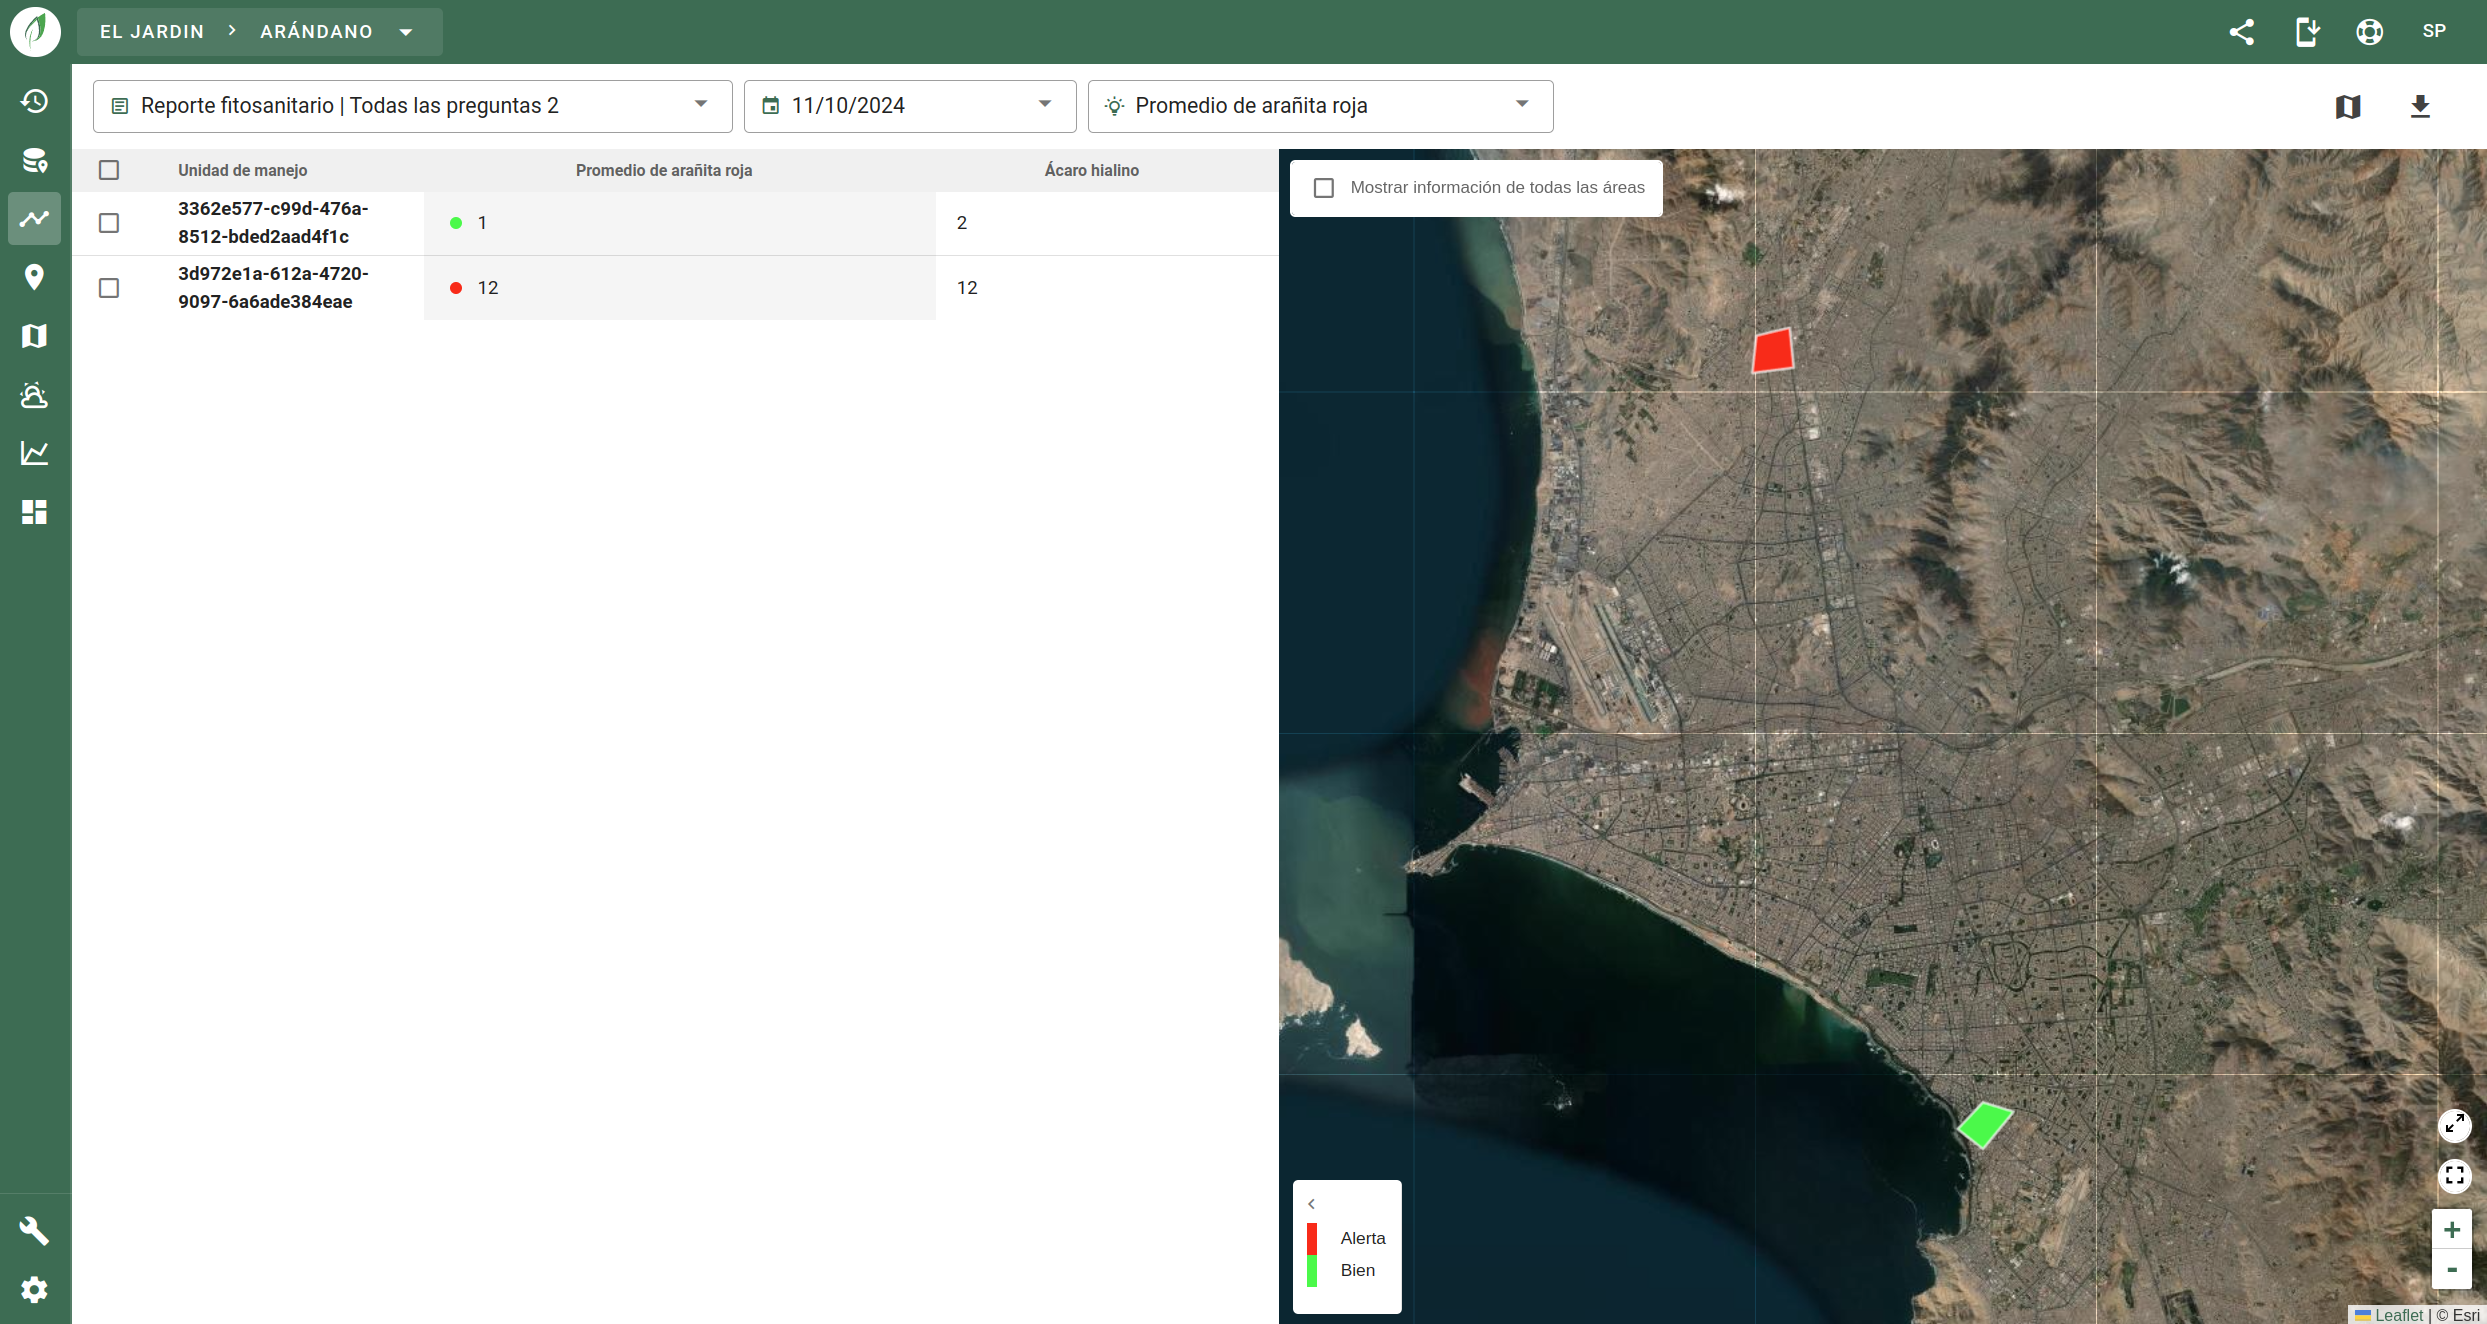 EL JARDIN > ARÁNDANO
SP
Reporte fitosanitario | Todas las preguntas 2
11/10/2024
Promedio de arañita roja
Unidad de manejo
Promedio de arañita roja
Ácaro hialino
3362e577-c99d-476a-
8512-bded2aad4f1c
1
2
3d972e1a-612a-4720-
9097-6a6ade384eae
12
12
Mostrar información de todas las áreas
Alerta
Bien
+
-
Leaflet | © Esri